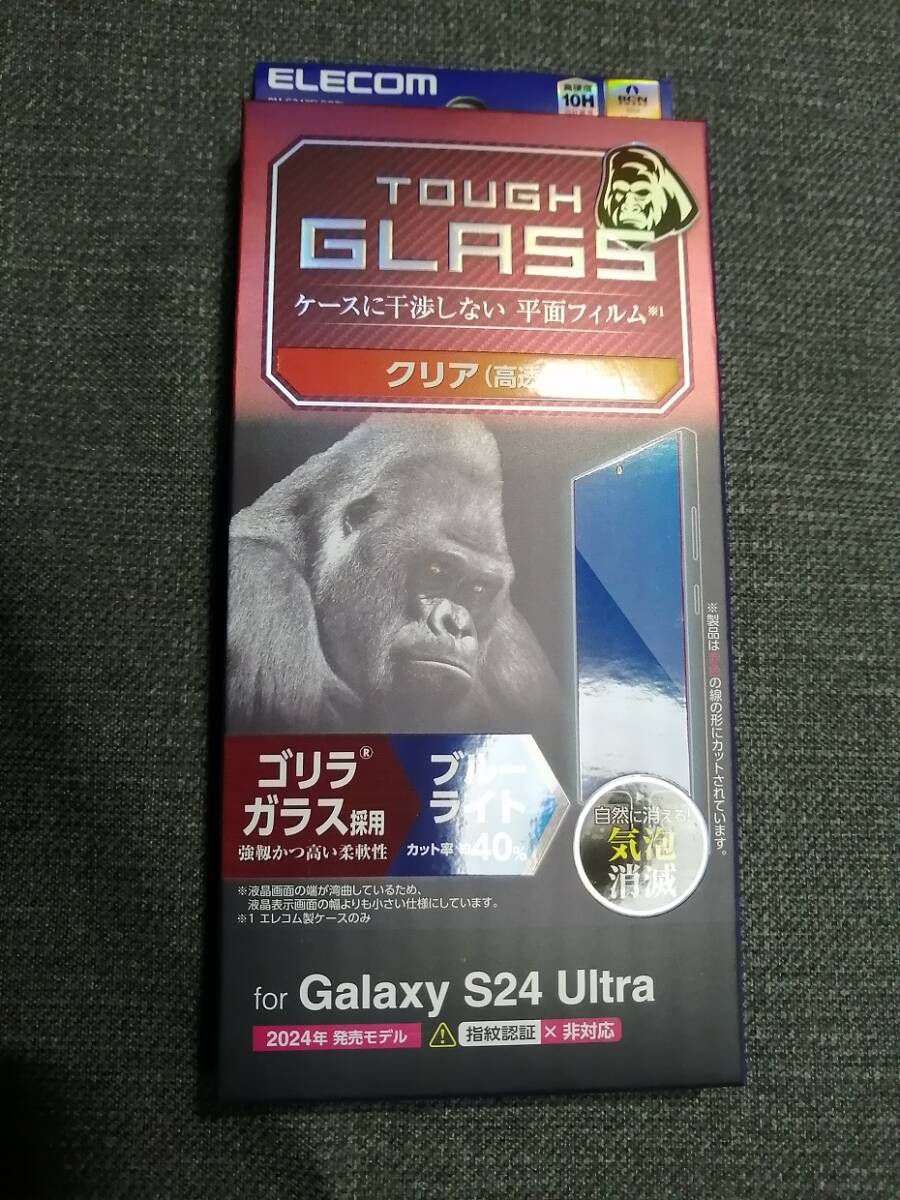 ELECOM
高硬度
10H
BCN
TOUGH
GLASS
ケースに干渉しない 平面フィルム※1
クリア(高透
※製品は の線の形にカットされています。
ゴリラ®
ガラス採用
強靱かつ高い柔軟性
ブルー
ライト
カット率 約40%
自然に消える!
気泡
消滅
※液晶画面の端が湾曲しているため、
液晶表示画面の幅よりも小さい仕様にしています。
※1 エレコム製ケースのみ
for Galaxy S24 Ultra
2024年 発売モデル
指紋認証 × 非対応